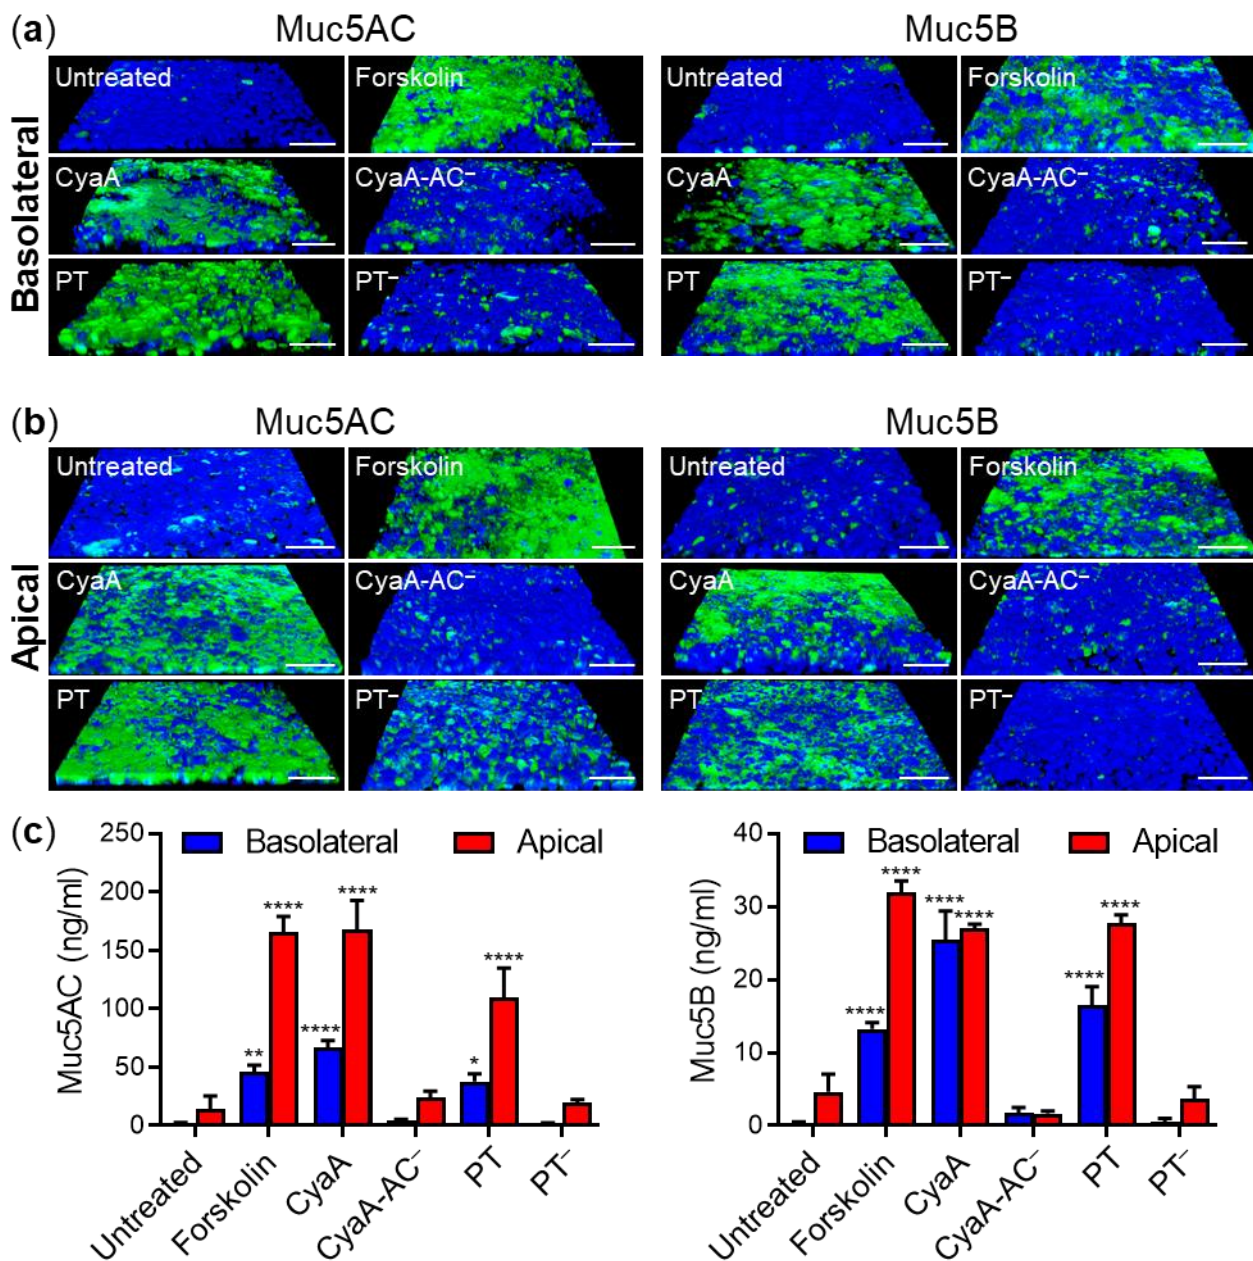 (a) Muc5AC Muc5B
Basolateral
Untreated Forskolin Untreated Forskolin
CyaA CyaA-AC⁻ CyaA CyaA-AC⁻
PT PT⁻ PT PT⁻
(b) Muc5AC Muc5B
Apical
Untreated Forskolin Untreated Forskolin
CyaA CyaA-AC⁻ CyaA CyaA-AC⁻
PT PT⁻ PT PT⁻
(c)
Muc5AC (ng/ml)
250
200
150
100
50
0
Basolateral Apical
** **** **** **** * ****
Untreated Forskolin CyaA CyaA-AC⁻ PT PT⁻
Muc5B (ng/ml)
40
30
20
10
0
Basolateral Apical
**** **** **** **** **** ****
Untreated Forskolin CyaA CyaA-AC⁻ PT PT⁻